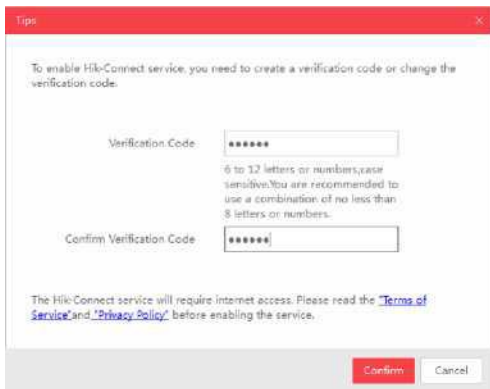 Tips
To enable Hik-Connect service, you need to create a verification code or change the
verification code.
Verification Code
6 to 12 letters or numbers,case
sensitive.You are recommended to
use a combination of no less than
8 letters or numbers.
Confirm Verification Code
The Hik-Connect service will require internet access. Please read the "Terms of
Service"and "Privacy Policy" before enabling the service.
Confirm Cancel